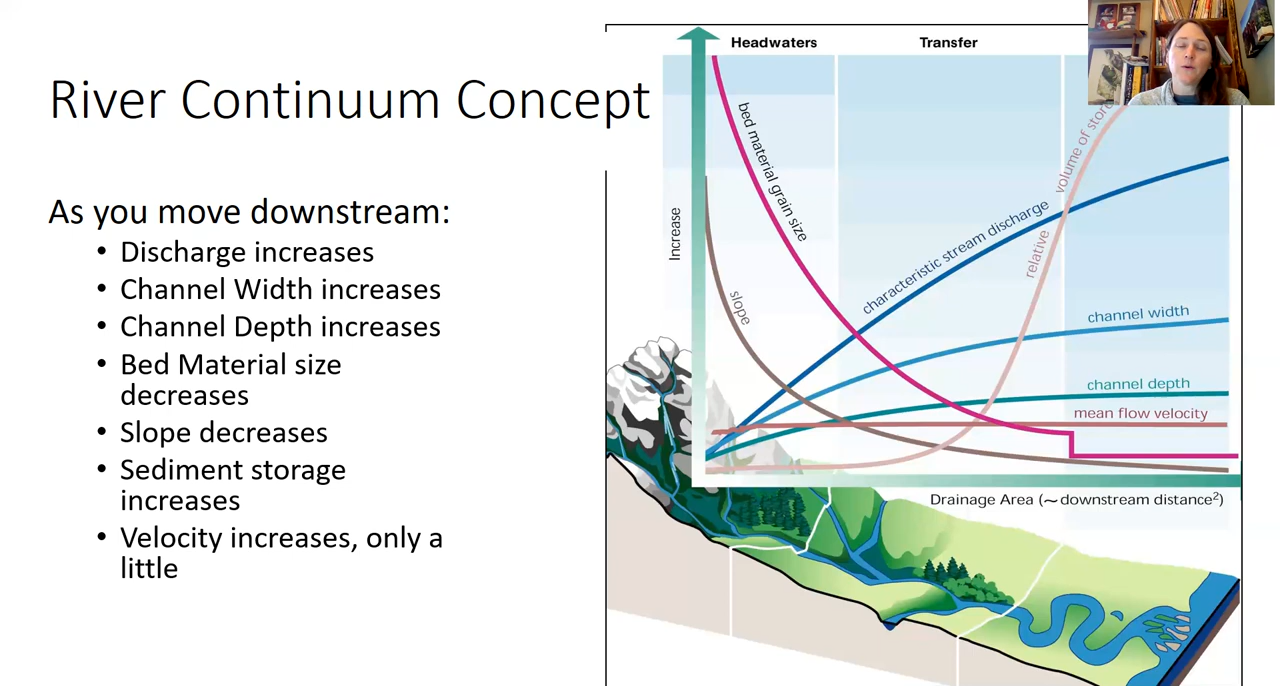 River Continuum Concept
As you move downstream:
• Discharge increases
• Channel Width increases
• Channel Depth increases
• Bed Material size
decreases
• Slope decreases
• Sediment storage
increases
• Velocity increases, only a
little
Headwaters
Transfer
Increase
bed material grain size
slope
characteristic stream discharge
relative volume of
channel width
channel depth
mean flow velocity
Drainage Area (~downstream distance²)